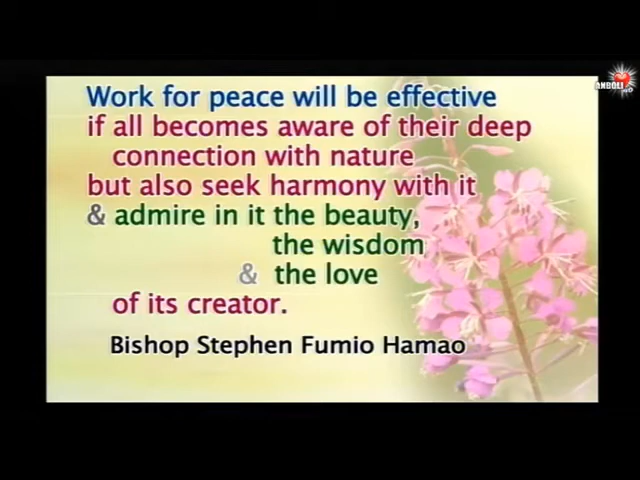 ANBOLI
Work for peace will be effective
if all becomes aware of their deep
connection with nature
but also seek harmony with it
& admire in it the beauty,
the wisdom
& the love
of its creator.
Bishop Stephen Fumio Hamao